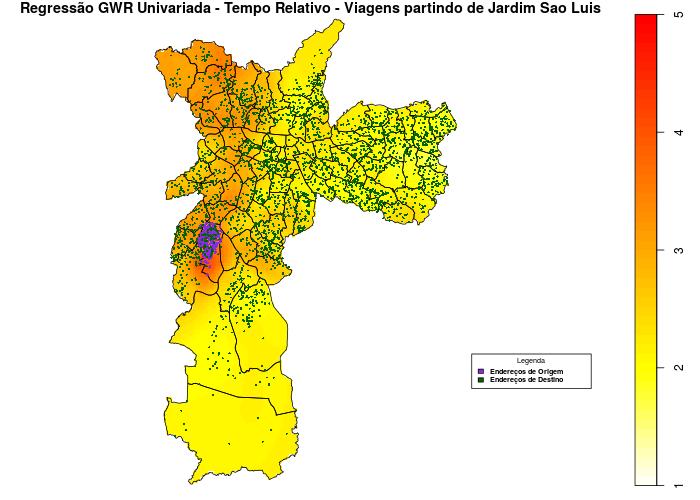 Regressão GWR Univariada - Tempo Relativo - Viagens partindo de Jardim Sao Luis
5
4
3
2
1
Legenda
Endereços de Origem
Endereços de Destino